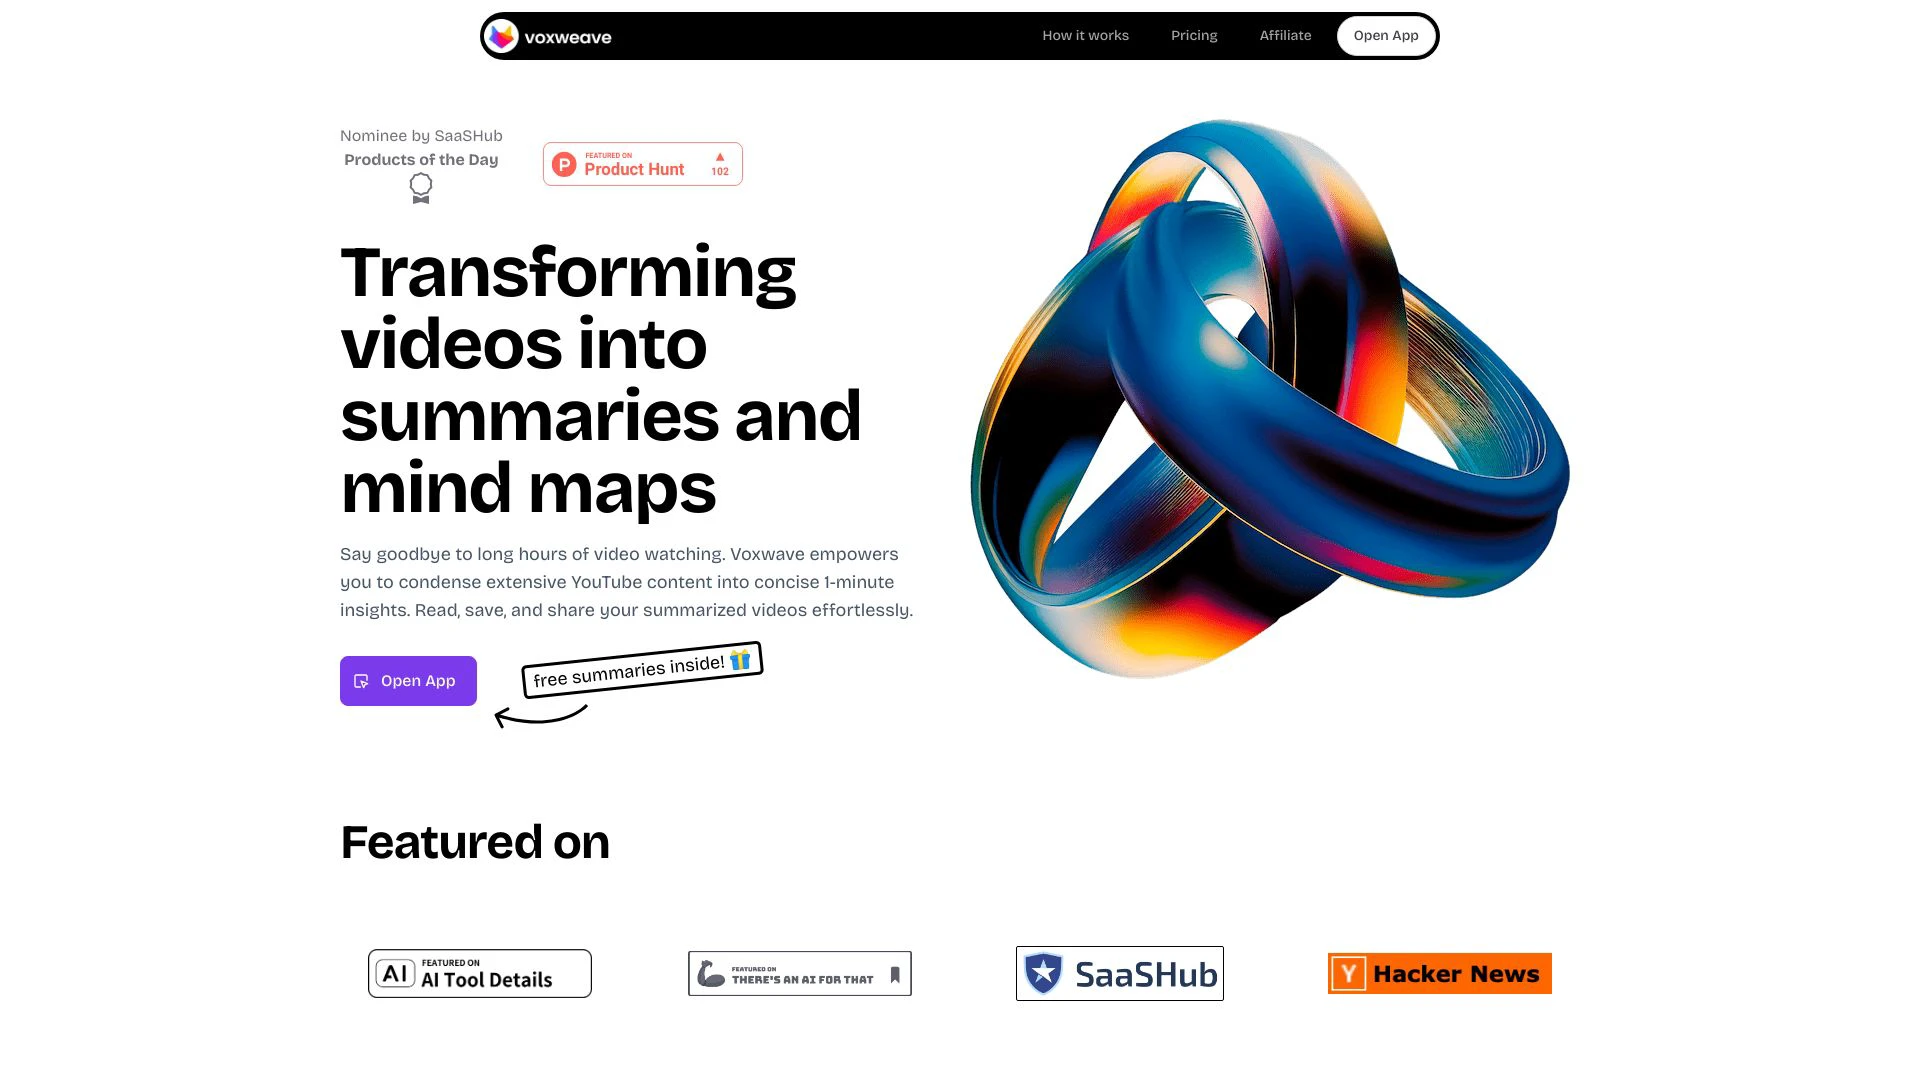 voxweave
How it works
Pricing
Affiliate
Open App
Nominee by SaaSHub
Products of the Day
P
FEATURED ON
Product Hunt
▲
102
Transforming
videos into
summaries and
mind maps
Say goodbye to long hours of video watching. Voxwave empowers
you to condense extensive YouTube content into concise 1-minute
insights. Read, save, and share your summarized videos effortlessly.
Open App
free summaries inside! 🎁
Featured on
AI
FEATURED ON
AI Tool Details
FEATURED ON
THERE'S AN AI FOR THAT
SaaSHub
Y
Hacker News